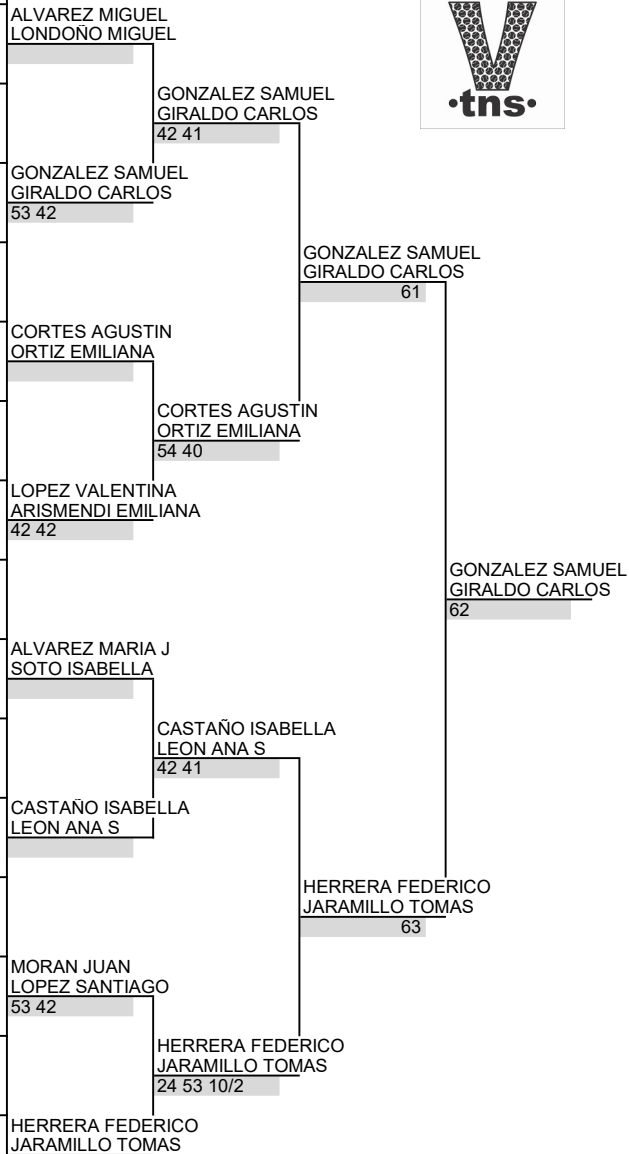 ALVAREZ MIGUEL
LONDOÑO MIGUEL
GONZALEZ SAMUEL
GIRALDO CARLOS
42 41
•tns•
GONZALEZ SAMUEL
GIRALDO CARLOS
53 42
GONZALEZ SAMUEL
GIRALDO CARLOS
61
CORTES AGUSTIN
ORTIZ EMILIANA
CORTES AGUSTIN
ORTIZ EMILIANA
54 40
LOPEZ VALENTINA
ARISMENDI EMILIANA
42 42
GONZALEZ SAMUEL
GIRALDO CARLOS
62
ALVAREZ MARIA J
SOTO ISABELLA
CASTAÑO ISABELLA
LEON ANA S
42 41
CASTAÑO ISABELLA
LEON ANA S
HERRERA FEDERICO
JARAMILLO TOMAS
63
MORAN JUAN
LOPEZ SANTIAGO
53 42
HERRERA FEDERICO
JARAMILLO TOMAS
24 53 10/2
HERRERA FEDERICO
JARAMILLO TOMAS